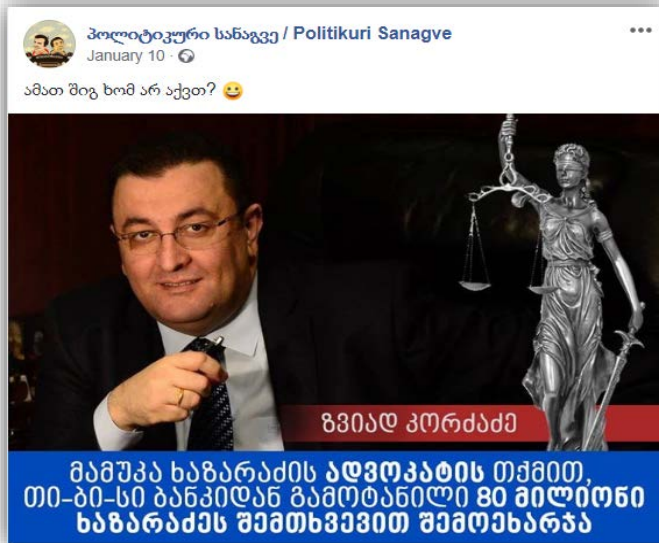 პოლიტიკური სანაგვე / Politikuri Sanagve
January 10 ·
ამათ შიგ ხომ არ აქვთ? 😀
ზვიად კორძაძე
მამუკა ხაზარაძის ადვოკატის თქმით,
თი-ბი-სი ბანკიდან გამოტანილი 80 მილიონი
ხაზარაძეს შემთხვევით შემოეხარჯა